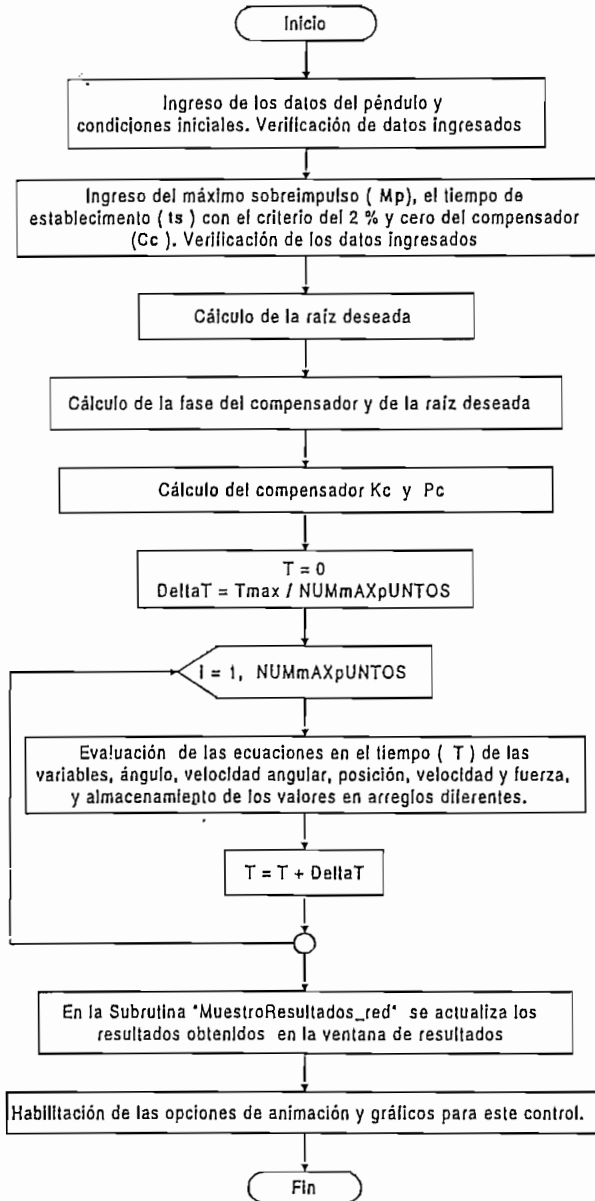 Inicio
Ingreso de los datos del péndulo y
condiciones iniciales. Verificación de datos ingresados
Ingreso del máximo sobreimpulso ( Mp), el tiempo de
establecimiento ( ts ) con el criterio del 2 % y cero del compensador
(Cc ). Verificación de los datos ingresados
Cálculo de la raíz deseada
Cálculo de la fase del compensador y de la raíz deseada
Cálculo del compensador Kc y Pc
T = 0
DeltaT = Tmax / NUMmAXpUNTOS
i = 1, NUMmAXpUNTOS
Evaluación de las ecuaciones en el tiempo ( T ) de las
variables, ángulo, velocidad angular, posición, velocidad y fuerza,
y almacenamiento de los valores en arreglos diferentes.
T = T + DeltaT
En la Subrutina "MuestroResultados_red" se actualiza los
resultados obtenidos en la ventana de resultados
Habilitación de las opciones de animación y gráficos para este control.
Fin